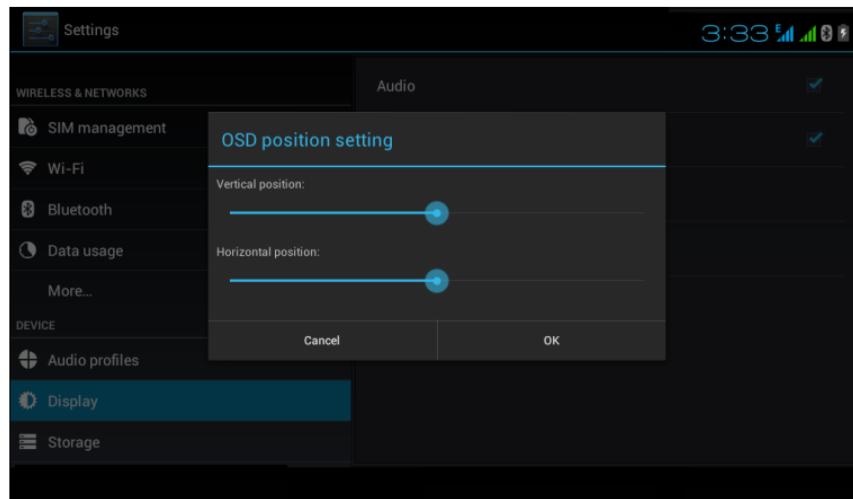 Settings
3:33
E
WIRELESS & NETWORKS
SIM management
Wi-Fi
Bluetooth
Data usage
More...
DEVICE
Audio profiles
Display
Storage
Audio
OSD position setting
Vertical position:
Horizontal position:
Cancel
OK